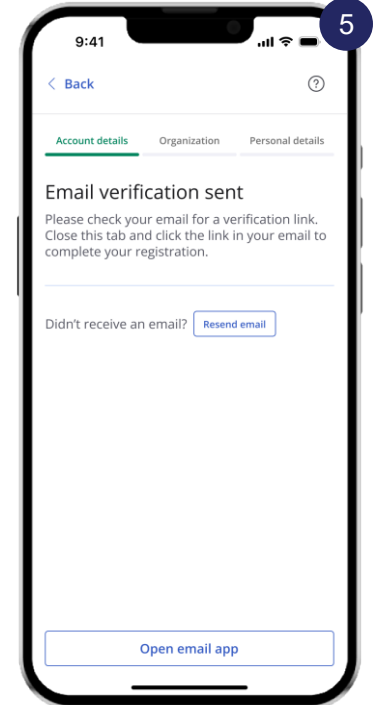 5
9:41
Back
?
Account details Organization Personal details
Email verification sent
Please check your email for a verification link.
Close this tab and click the link in your email to
complete your registration.
Didn't receive an email? Resend email
Open email app